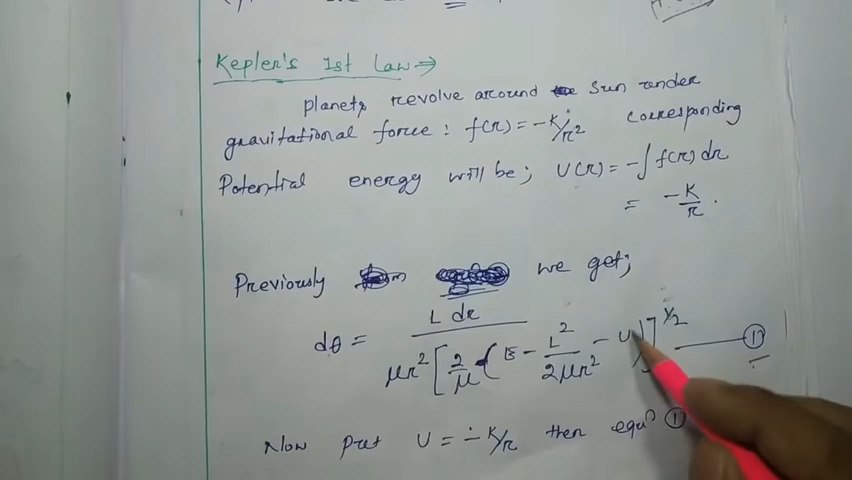 Kepler's 1st Law ⇒
planets revolve around Sun under
gravitational force : f(r) = -K/r² corresponding
Potential energy will be; U(r) = -∫ f(r) dr
= -K/r .
Previously we get;
dθ = L dr / μr² [ 2/μ ( E - L²/2μr² - U ) ]^1/2 —— ①
Now put U = -K/r then equⁿ ①